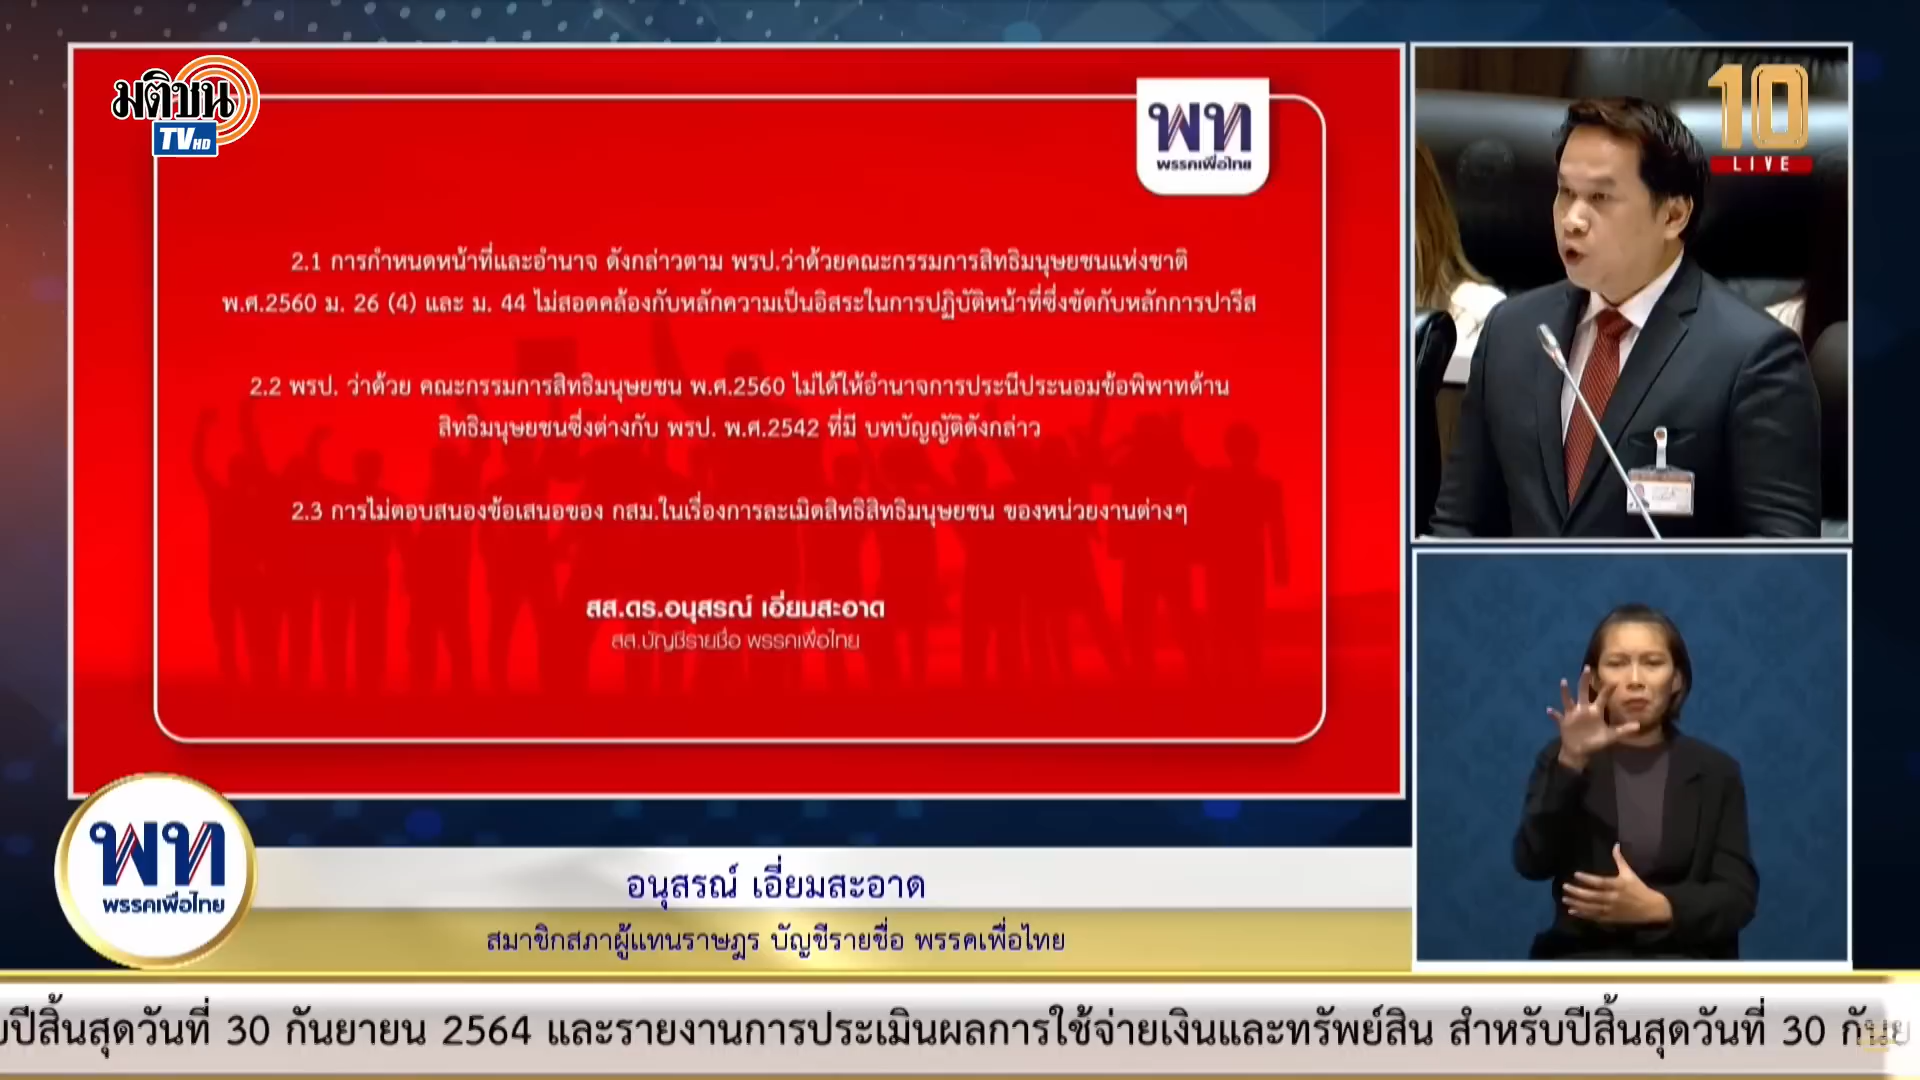 มติชน
TV HD
พท
พรรคเพื่อไทย
10
LIVE
2.1 การกำหนดหน้าที่และอำนาจ ดังกล่าวตาม พรป.ว่าด้วยคณะกรรมการสิทธิมนุษยชนแห่งชาติ
พ.ศ.2560 ม. 26 (4) และ ม. 44 ไม่สอดคล้องกับหลักความเป็นอิสระในการปฏิบัติหน้าที่ซึ่งขัดกับหลักการปารีส
2.2 พรป. ว่าด้วย คณะกรรมการสิทธิมนุษยชน พ.ศ.2560 ไม่ได้ให้อำนาจการประนีประนอมข้อพิพาทด้าน
สิทธิมนุษยชนซึ่งต่างกับ พรป. พ.ศ.2542 ที่มี บทบัญญัติดังกล่าว
2.3 การไม่ตอบสนองข้อเสนอของ กสม.ในเรื่องการละเมิดสิทธิสิทธิมนุษยชน ของหน่วยงานต่างๆ
สส.ดร.อนุสรณ์ เอี่ยมสะอาด
สส.บัญชีรายชื่อ พรรคเพื่อไทย
พท
พรรคเพื่อไทย
อนุสรณ์ เอี่ยมสะอาด
สมาชิกสภาผู้แทนราษฎร บัญชีรายชื่อ พรรคเพื่อไทย
ปีสิ้นสุดวันที่ 30 กันยายน 2564 และรายงานการประเมินผลการใช้จ่ายเงินและทรัพย์สิน สำหรับปีสิ้นสุดวันที่ 30